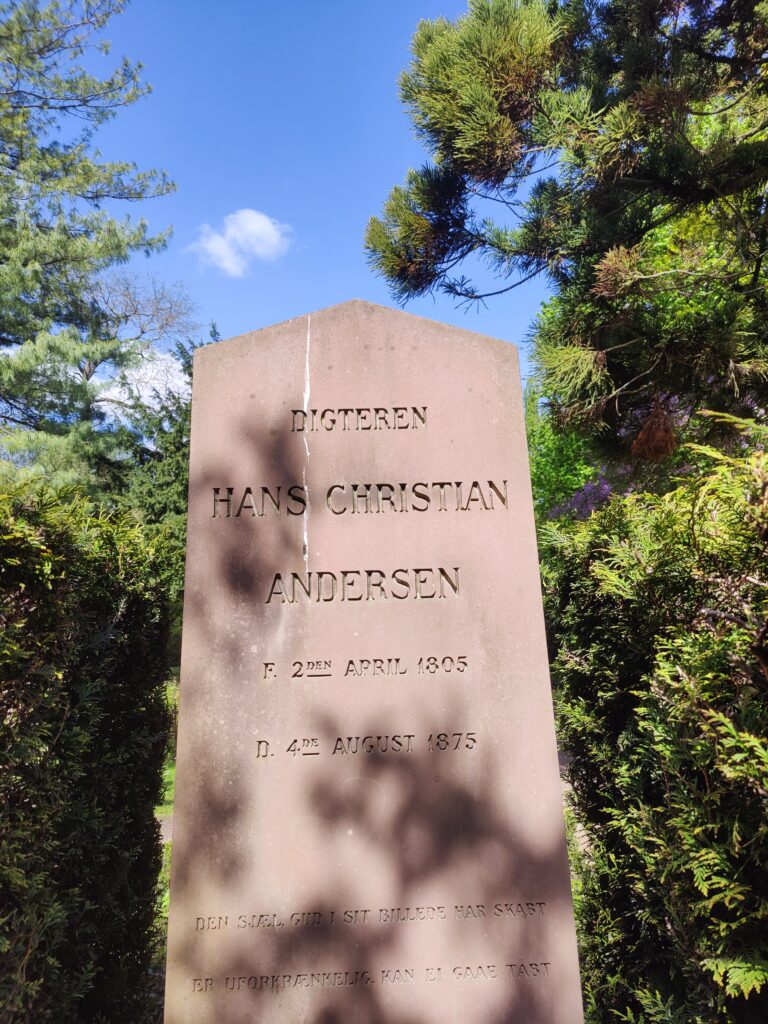 DIGTEREN
HANS CHRISTIAN
ANDERSEN
F. 2DEN APRIL 1805
D. 4DE AUGUST 1875
DEN SJÆL, GUD I SIT BILLEDE HAR SKABT
ER UFORKRÆNKELIG, KAN EI GAAE TABT